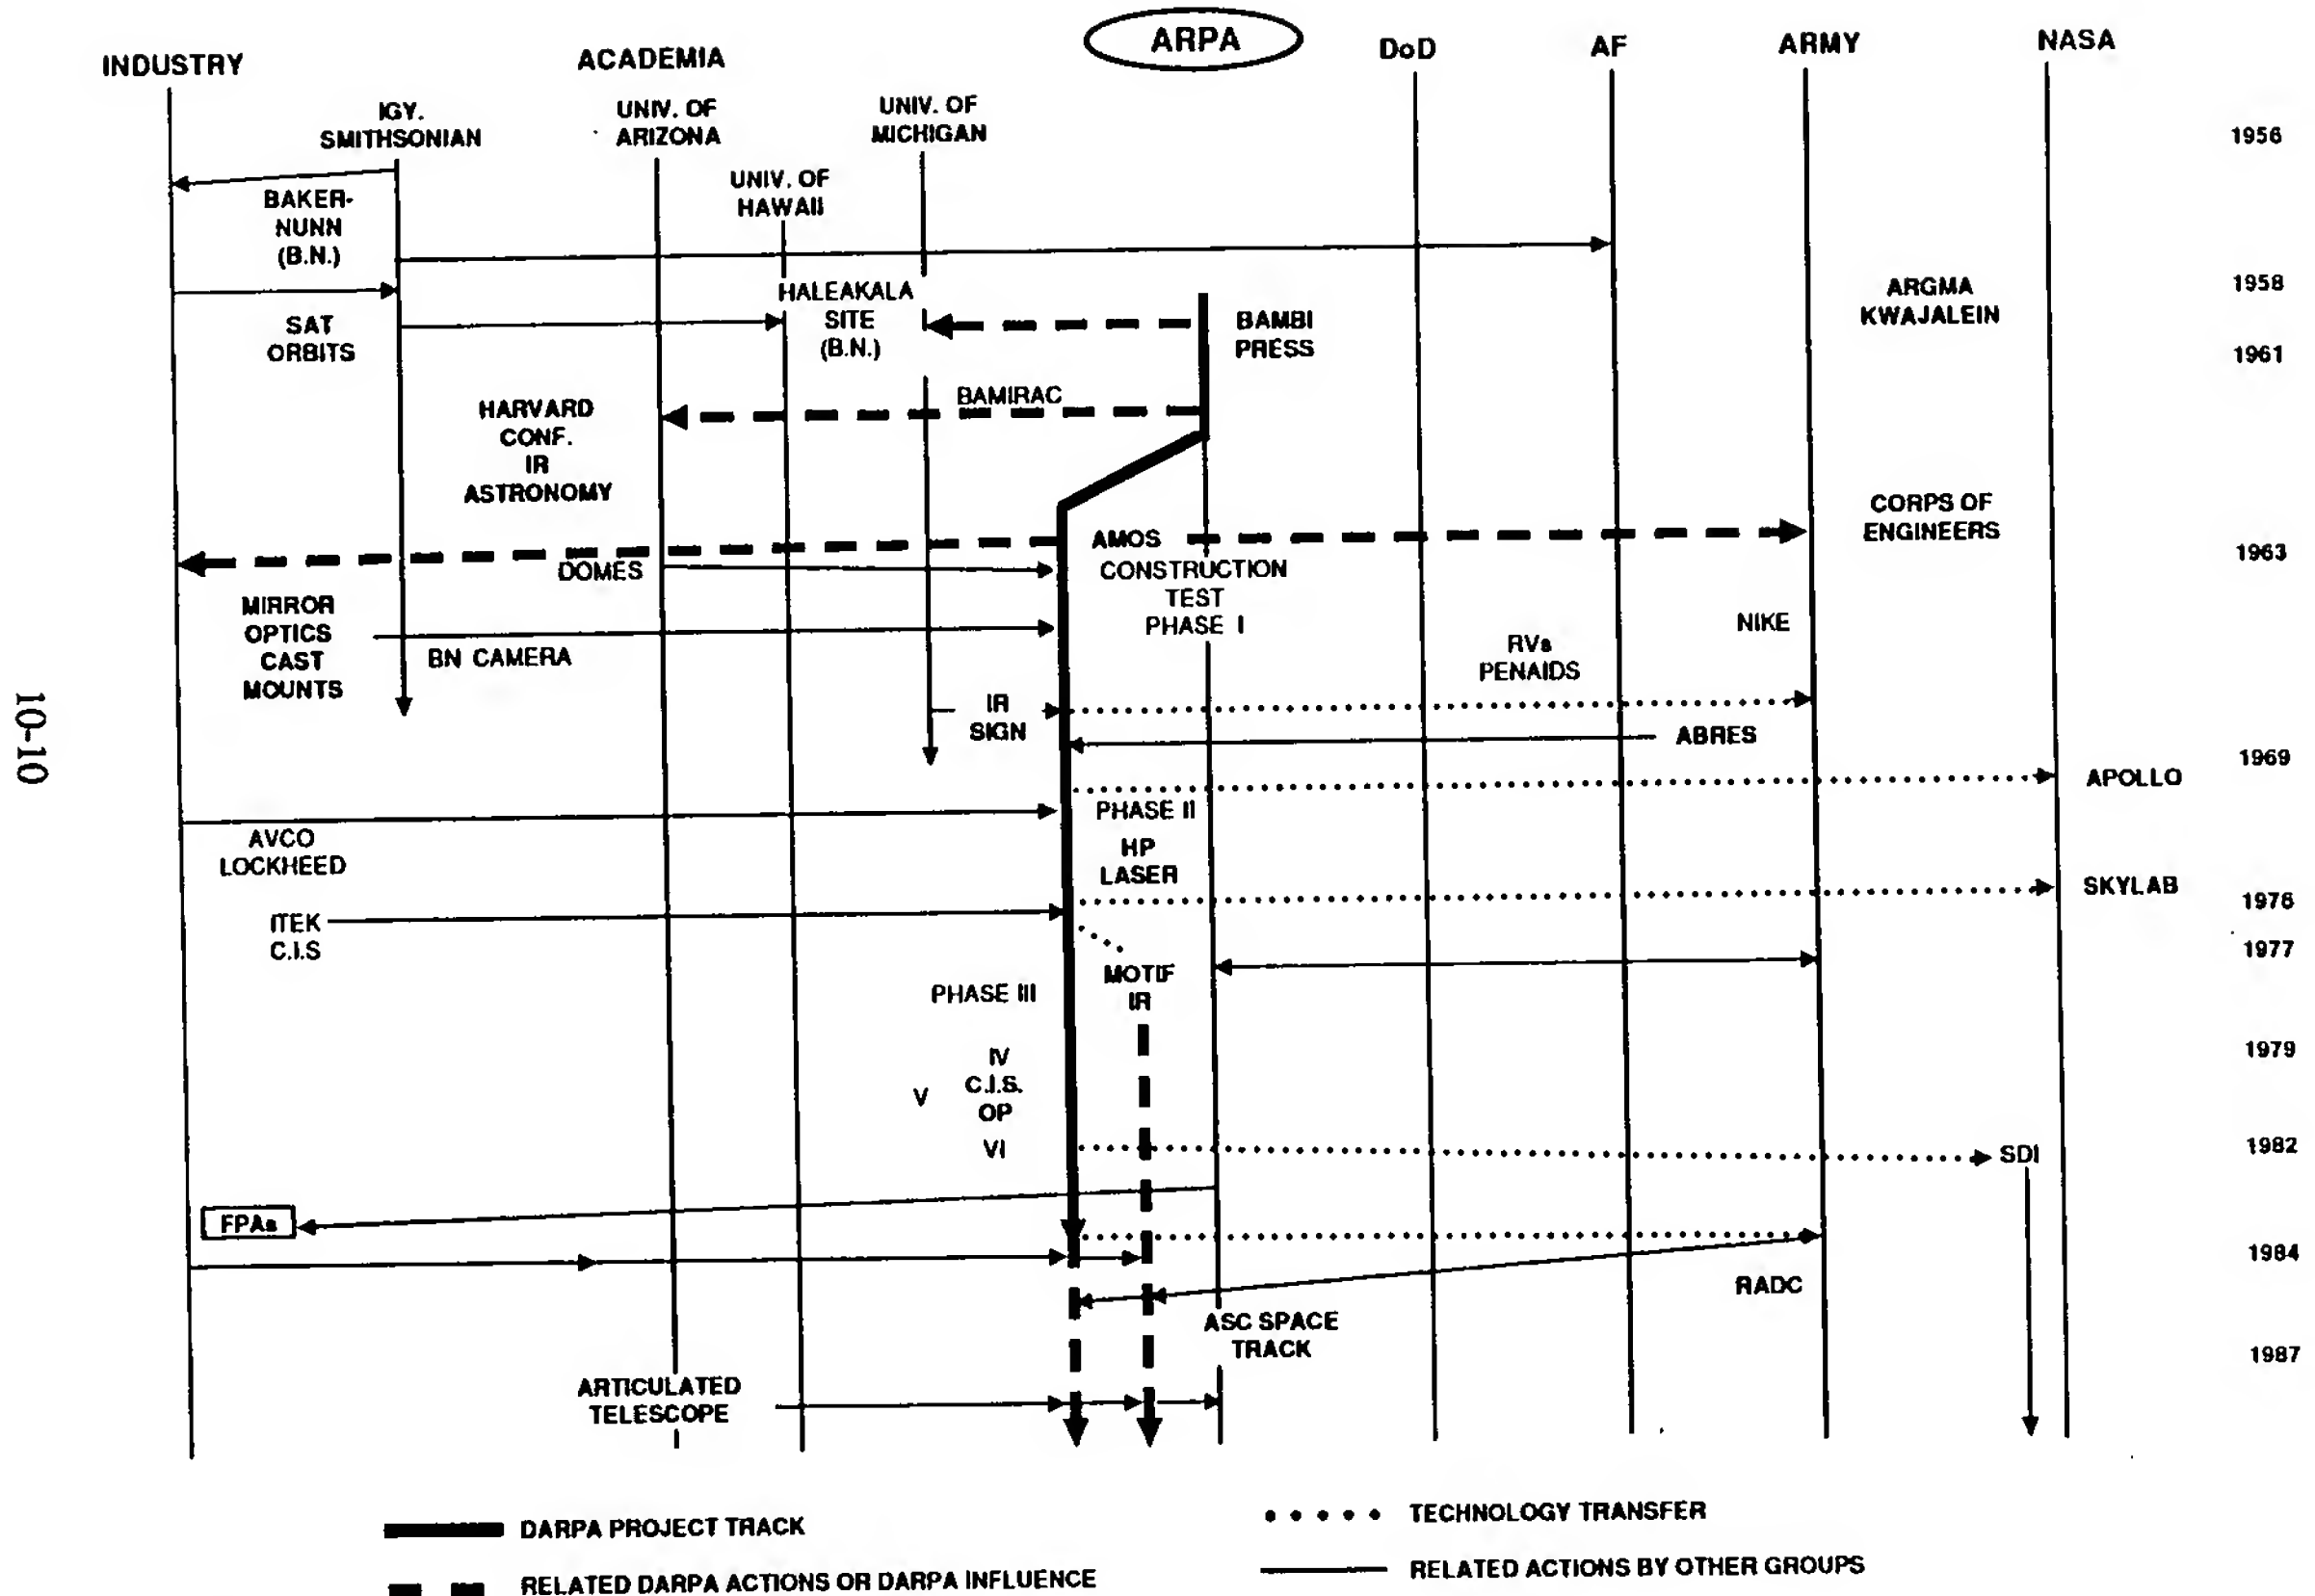 INDUSTRY
ACADEMIA
ARPA
DoD
AF
ARMY
NASA
IGY.
SMITHSONIAN
UNIV. OF
ARIZONA
UNIV. OF
MICHIGAN
1956
UNIV. OF
HAWAII
BAKER-
NUNN
(B.N.)
HALEAKALA
SITE
(B.N.)
ARGMA
KWAJALEIN
1958
SAT
ORBITS
BAMBI
PRESS
1961
BAMIRAC
HARVARD
CONF.
IR
ASTRONOMY
CORPS OF
ENGINEERS
AMOS
1963
DOMES
CONSTRUCTION
TEST
PHASE I
MIRROR
OPTICS
CAST
MOUNTS
NIKE
BN CAMERA
RVs
PENAIDS
10-10
IR
SIGN
ABRES
1969
APOLLO
PHASE II
AVCO
LOCKHEED
HP
LASER
SKYLAB
1976
ITEK
C.I.S
1977
MOTIF
IR
PHASE III
1979
IV
C.I.S.
OP
V
VI
1982
SDI
FPAs
1984
RADC
ASC SPACE
TRACK
1987
ARTICULATED
TELESCOPE
DARPA PROJECT TRACK
TECHNOLOGY TRANSFER
RELATED DARPA ACTIONS OR DARPA INFLUENCE
RELATED ACTIONS BY OTHER GROUPS